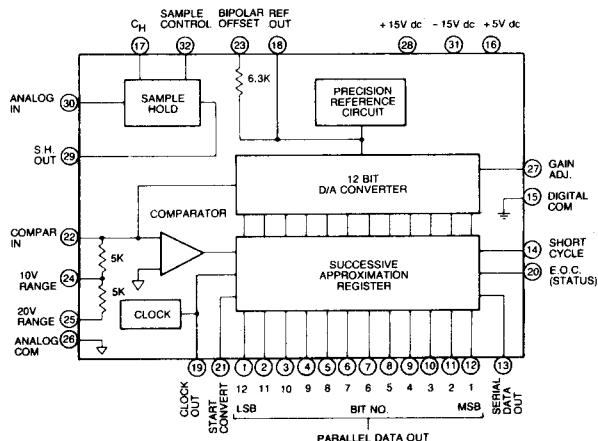 SAMPLE BIPOLAR REF
C_H CONTROL OFFSET OUT +15V dc -15V dc +5V dc
17 32 23 18 28 31 16
6.3K
PRECISION
REFERENCE
CIRCUIT
ANALOG
IN
30
SAMPLE
HOLD
S.H.
OUT
29
12 BIT
D/A CONVERTER
27
GAIN
ADJ.
15
DIGITAL
COM
COMPARATOR
COMPAR
IN
22
5K
10V
RANGE
24
5K
20V
RANGE
25
ANALOG
COM
26
SUCCESSIVE
APPROXIMATION
REGISTER
14
SHORT
CYCLE
20
E.O.C.
(STATUS)
CLOCK
19 21 1 2 3 4 5 6 7 8 9 10 11 12 13
CLOCK
OUT
START
CONVERT
12 11 10 9 8 7 6 5 4 3 2 1
SERIAL
DATA
OUT
LSB BIT NO. MSB
PARALLEL DATA OUT